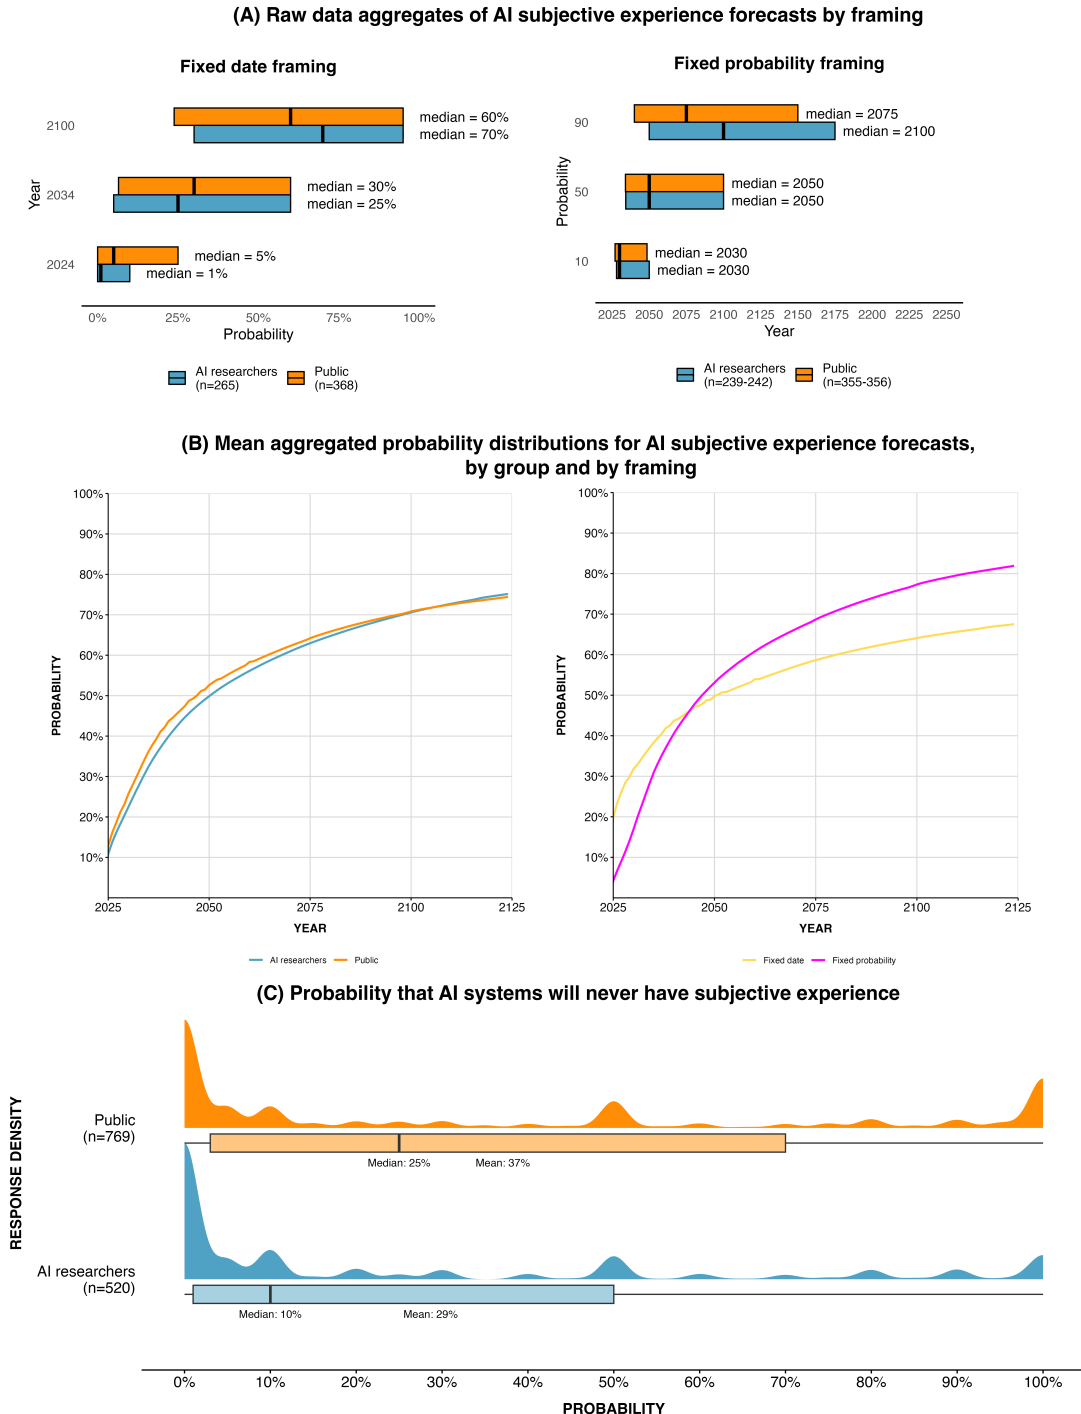 (A) Raw data aggregates of AI subjective experience forecasts by framing
Fixed date framing
2100
2034
2024
Year
median = 60%
median = 70%
median = 30%
median = 25%
median = 5%
median = 1%
0% 25% 50% 75% 100%
Probability
AI researchers (n=265)
Public (n=368)
Fixed probability framing
90
50
10
Probability
median = 2075
median = 2100
median = 2050
median = 2050
median = 2030
median = 2030
2025 2050 2075 2100 2125 2150 2175 2200 2225 2250
Year
AI researchers (n=239-242)
Public (n=355-356)
(B) Mean aggregated probability distributions for AI subjective experience forecasts,
by group and by framing
100%
90%
80%
70%
60%
50%
40%
30%
20%
10%
PROBABILITY
2025 2050 2075 2100 2125
YEAR
AI researchers Public
100%
90%
80%
70%
60%
50%
40%
30%
20%
10%
PROBABILITY
2025 2050 2075 2100 2125
YEAR
Fixed date Fixed probability
(C) Probability that AI systems will never have subjective experience
RESPONSE DENSITY
Public
(n=769)
Median: 25% Mean: 37%
AI researchers
(n=520)
Median: 10% Mean: 29%
0% 10% 20% 30% 40% 50% 60% 70% 80% 90% 100%
PROBABILITY